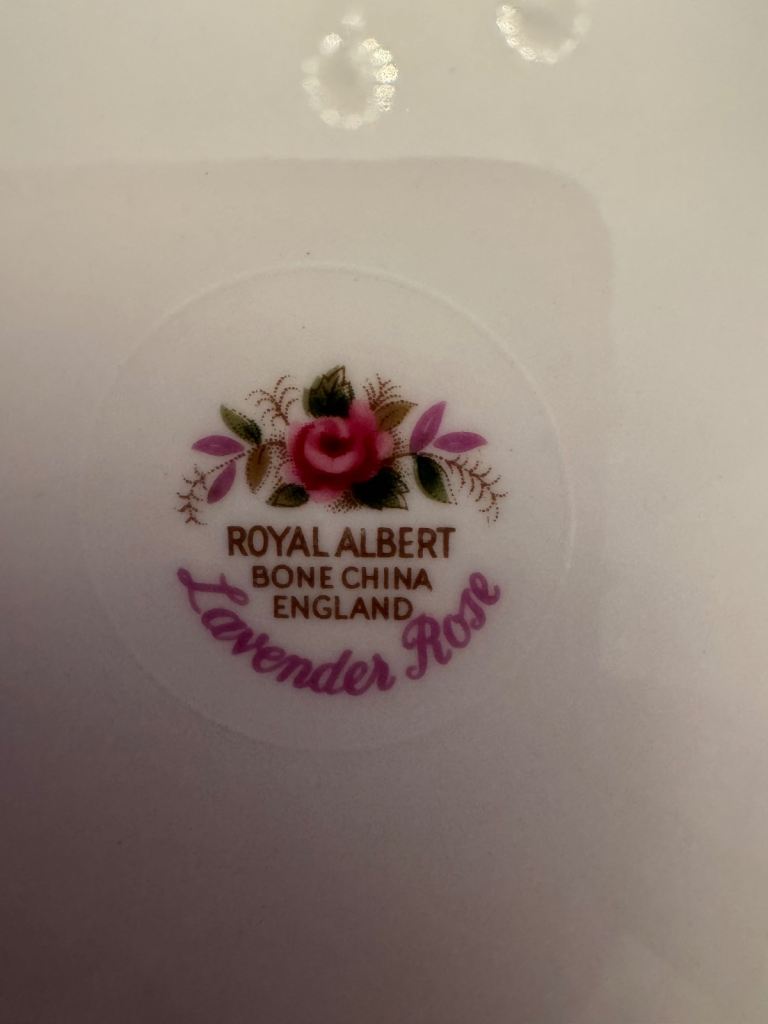 ROYAL ALBERT
BONE CHINA
ENGLAND
Lavender Rose